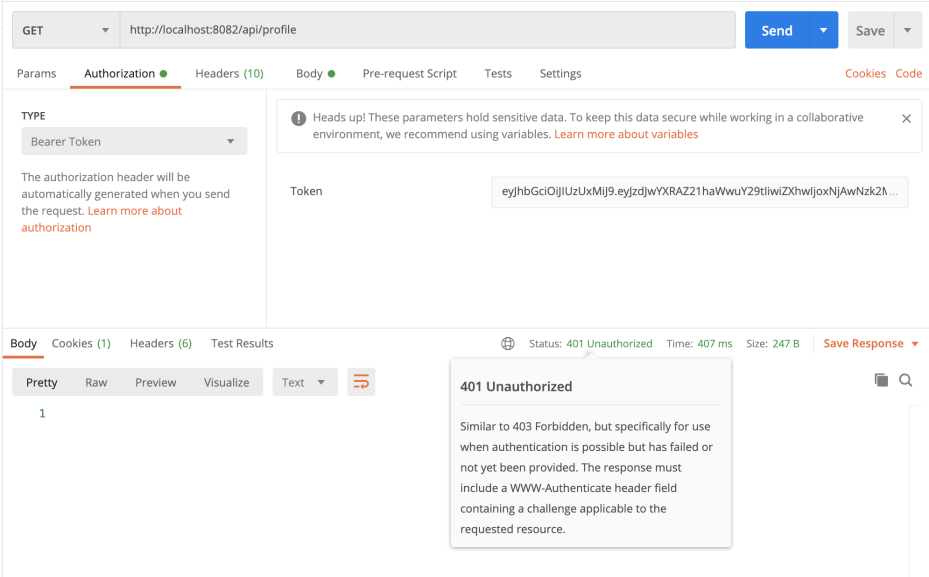 GET http://localhost:8082/api/profile Send Save
Params Authorization Headers (10) Body Pre-request Script Tests Settings Cookies Code
TYPE
Bearer Token
The authorization header will be
automatically generated when you send
the request. Learn more about
authorization
Heads up! These parameters hold sensitive data. To keep this data secure while working in a collaborative
environment, we recommend using variables. Learn more about variables
Token eyJhbGciOiJIUzUxMiJ9.eyJzdJwYXRAZ21haWwuY29tIiwiZXhwIjoxNjAwNzk2N...
Body Cookies (1) Headers (6) Test Results Status: 401 Unauthorized Time: 407 ms Size: 247 B Save Response
Pretty Raw Preview Visualize Text
1
401 Unauthorized
Similar to 403 Forbidden, but specifically for use
when authentication is possible but has failed or
not yet been provided. The response must
include a WWW-Authenticate header field
containing a challenge applicable to the
requested resource.